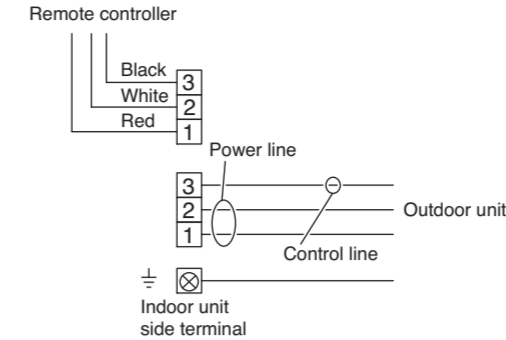 Remote controller
Black
3
White
2
Red
1
Power line
3
2
Outdoor unit
1
Control line
Indoor unit
side terminal